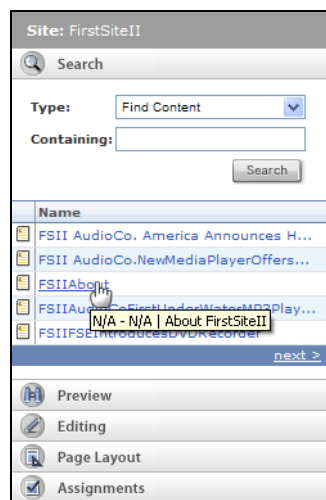 Site: FirstSiteII
Search
Type: Find Content
Containing:
Search
Name
FSII AudioCo. America Announces H...
FSII AudioCo.NewMediaPlayerOffers...
FSIIAbout
FSIIAudioCoFirstUnderWaterMP3Play...
N/A - N/A | About FirstSiteII
FSIIFSEIntroducesDVDRecorder
next >
Preview
Editing
Page Layout
Assignments